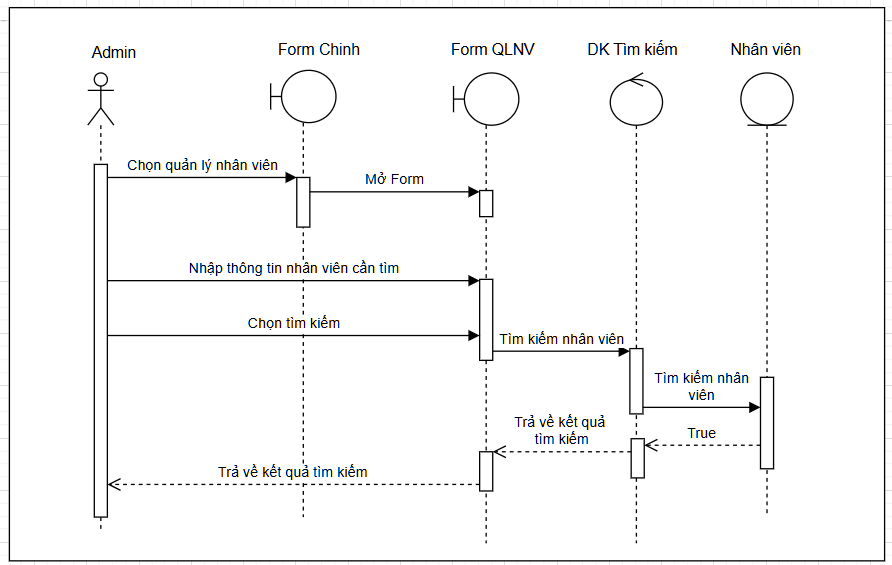 Admin
Form Chinh
Form QLNV
DK Tìm kiếm
Nhân viên
Chọn quản lý nhân viên
Mở Form
Nhập thông tin nhân viên cần tìm
Chọn tìm kiếm
Tìm kiếm nhân viên
Tìm kiếm nhân
viên
True
Trả về kết quả
tìm kiếm
Trả về kết quả tìm kiếm